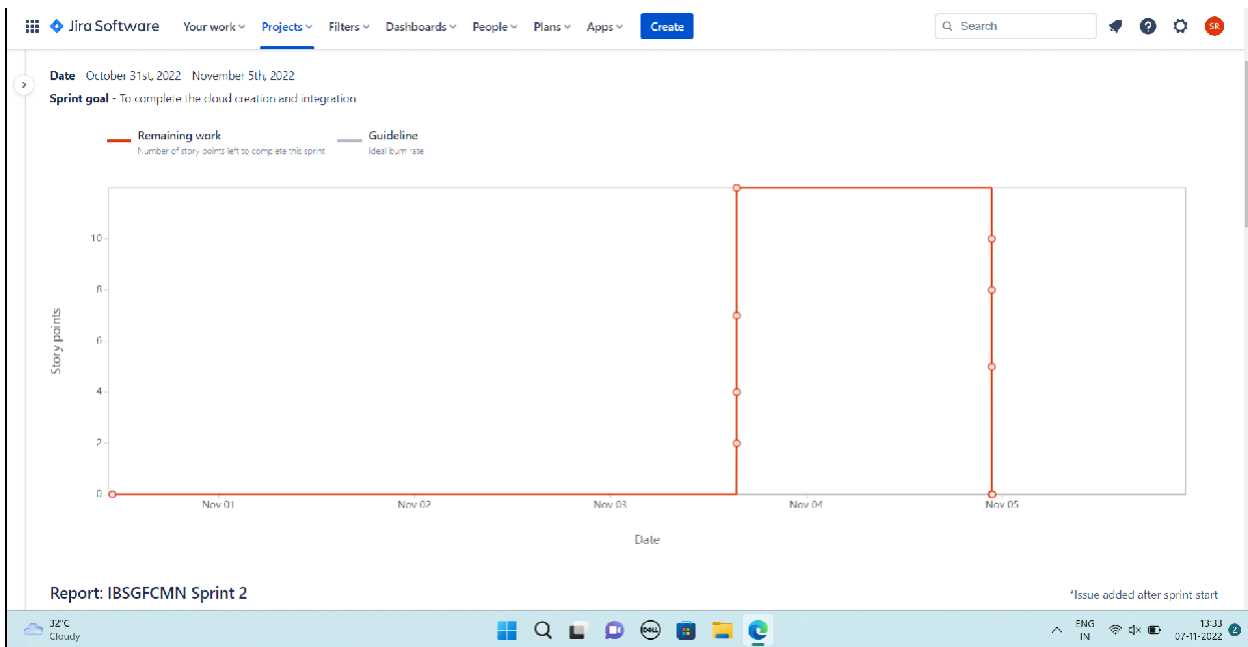 Jira Software Your work Projects Filters Dashboards People Plans Apps Create Search SR
Date October 31st, 2022 November 5th, 2022
Sprint goal - To complete the cloud creation and integration
Remaining work Guideline
Number of story points left to complete this sprint Ideal burn rate
10
8
6
4
2
0
Story points
Nov 01 Nov 02 Nov 03 Nov 04 Nov 05
Date
Report: IBSGFCMN Sprint 2 *Issue added after sprint start
32°C
Cloudy
DELL
ENG
IN
13:33
07-11-2022
2